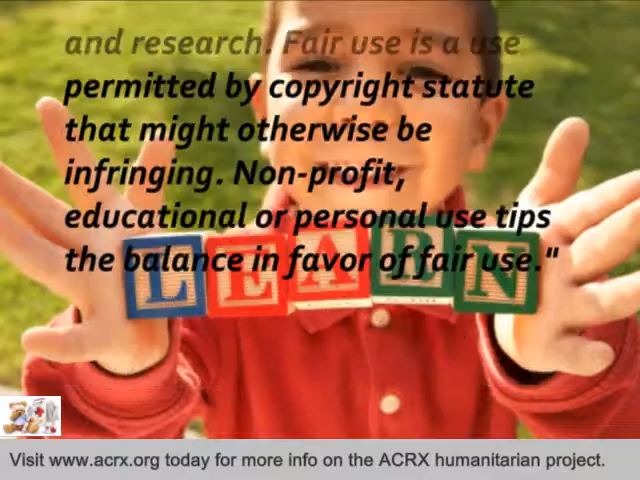 and research. Fair use is a use
permitted by copyright statute
that might otherwise be
infringing. Non-profit,
educational or personal use tips
the balance in favor of fair use."
LEARN
Visit www.acrx.org today for more info on the ACRX humanitarian project.